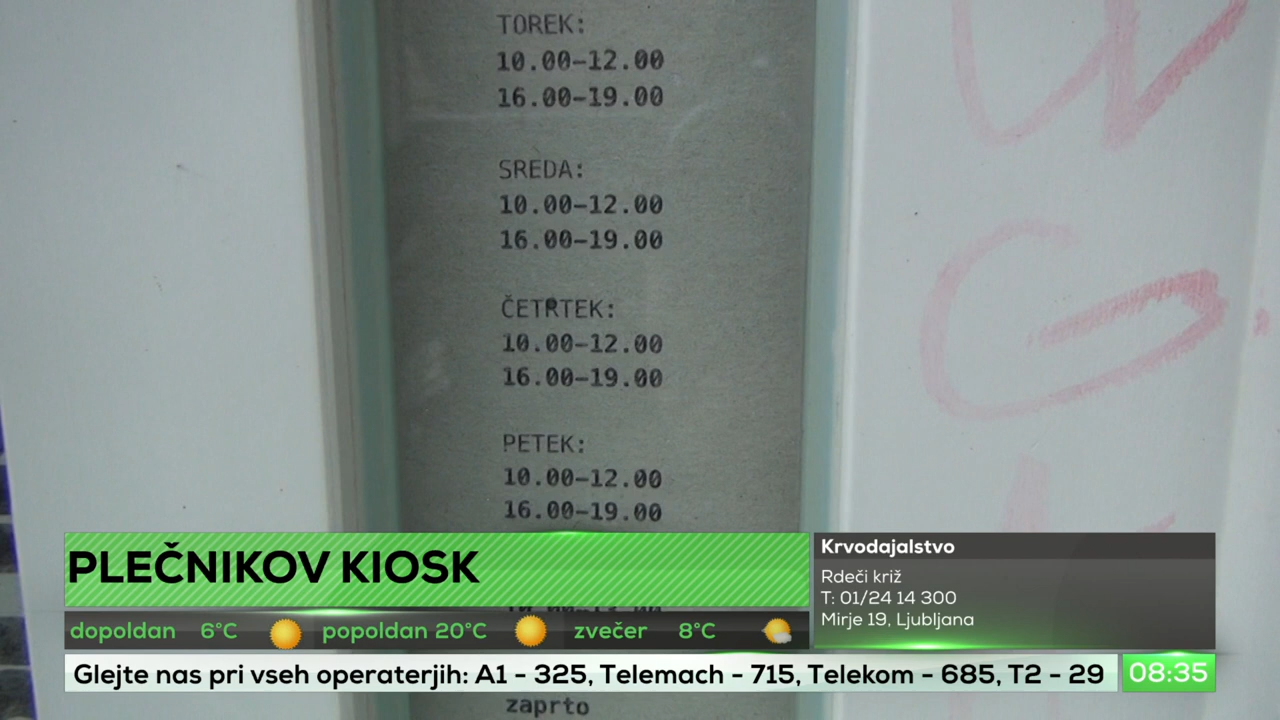 TOREK:
10.00–12.00
16.00–19.00
SREDA:
10.00–12.00
16.00–19.00
ČETRTEK:
10.00–12.00
16.00–19.00
PETEK:
10.00–12.00
16.00–19.00
PLEČNIKOV KIOSK
dopoldan 6°C popoldan 20°C zvečer 8°C
Krvodajalstvo
Rdeči križ
T: 01/24 14 300
Mirje 19, Ljubljana
Glejte nas pri vseh operaterjih: A1 - 325, Telemach - 715, Telekom - 685, T2 - 29
08:35
zaprto